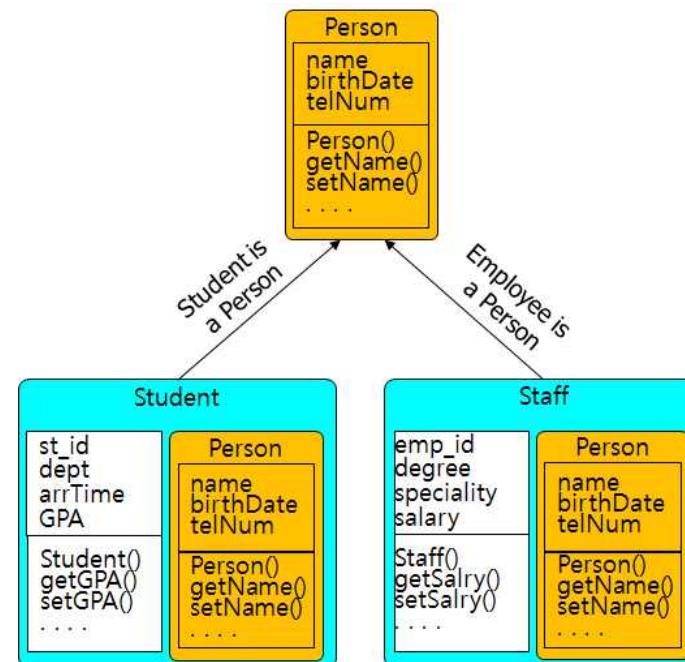 Person
name
birthDate
telNum
Person()
getName()
setName()
. . . .
Student is
a Person
Employee is
a Person
Student
st_id
dept
arrTime
GPA
Student()
getGPA()
setGPA()
. . . .
Person
name
birthDate
telNum
Person()
getName()
setName()
. . . .
Staff
emp_id
degree
speciality
salary
Staff()
getSalry()
setSalry()
. . . .
Person
name
birthDate
telNum
Person()
getName()
setName()
. . . .